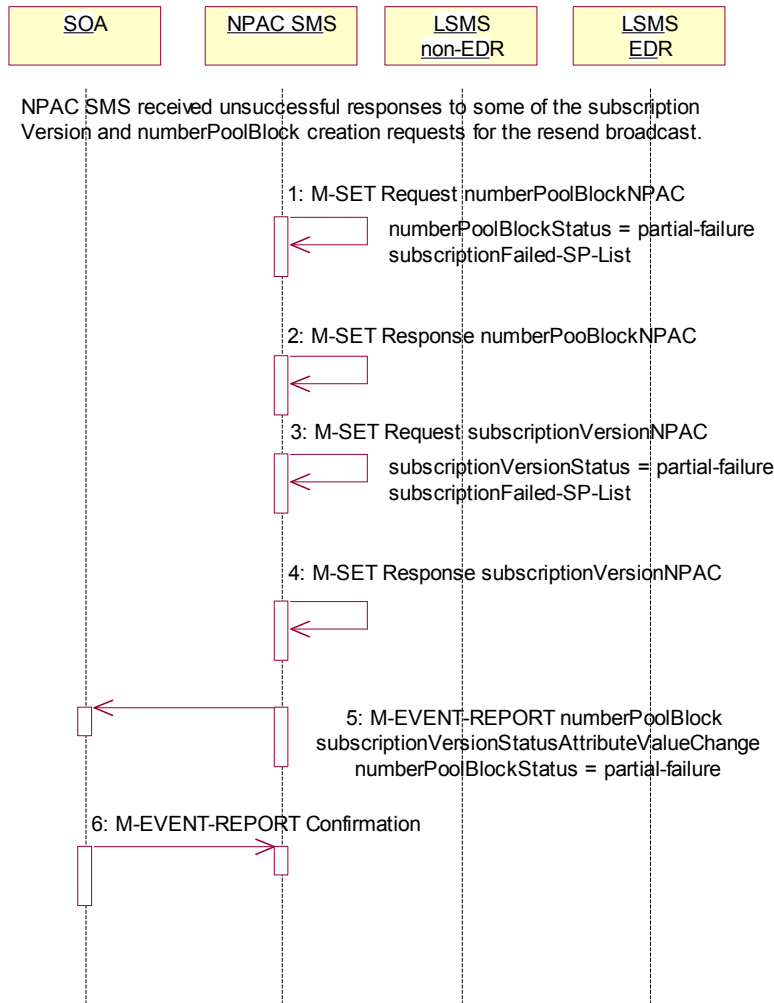 SOA
NPAC SMS
LSMS
non-EDR
LSMS
EDR
NPAC SMS received unsuccessful responses to some of the subscription
Version and numberPoolBlock creation requests for the resend broadcast.
1: M-SET Request numberPoolBlockNPAC
numberPoolBlockStatus = partial-failure
subscriptionFailed-SP-List
2: M-SET Response numberPooBlockNPAC
3: M-SET Request subscriptionVersionNPAC
subscriptionVersionStatus = partial-failure
subscriptionFailed-SP-List
4: M-SET Response subscriptionVersionNPAC
5: M-EVENT-REPORT numberPoolBlock
subscriptionVersionStatusAttributeValueChange
numberPoolBlockStatus = partial-failure
6: M-EVENT-REPORT Confirmation